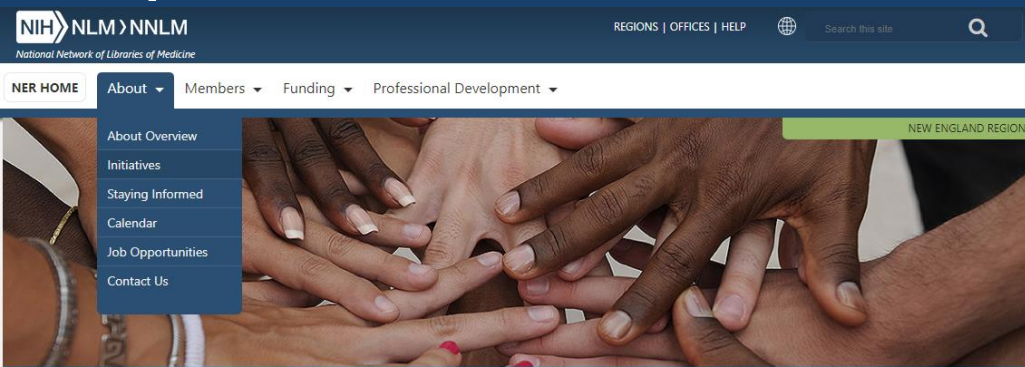 NIH NLM NNLM
REGIONS | OFFICES | HELP
Search this site
National Network of Libraries of Medicine
NER HOME
About
Members
Funding
Professional Development
NEW ENGLAND REGION
About Overview
Initiatives
Staying Informed
Calendar
Job Opportunities
Contact Us